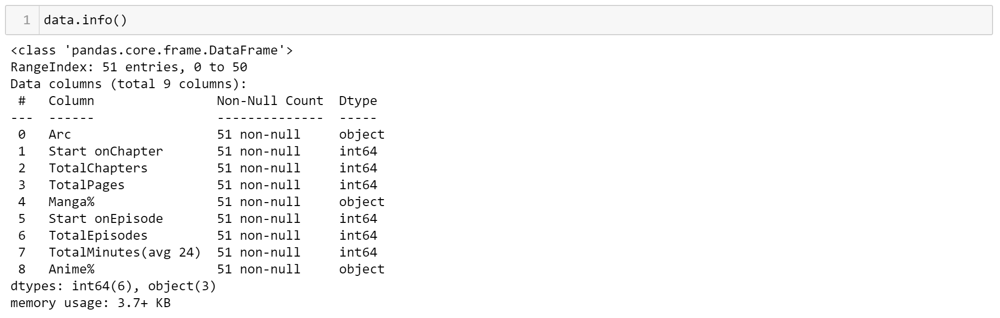 1 data.info()
<class 'pandas.core.frame.DataFrame'>
RangeIndex: 51 entries, 0 to 50
Data columns (total 9 columns):
 #   Column               Non-Null Count  Dtype
---  ------               --------------  -----
 0   Arc                  51 non-null     object
 1   Start onChapter      51 non-null     int64
 2   TotalChapters        51 non-null     int64
 3   TotalPages           51 non-null     int64
 4   Manga%               51 non-null     object
 5   Start onEpisode      51 non-null     int64
 6   TotalEpisodes        51 non-null     int64
 7   TotalMinutes(avg 24)  51 non-null     int64
 8   Anime%               51 non-null     object
dtypes: int64(6), object(3)
memory usage: 3.7+ KB